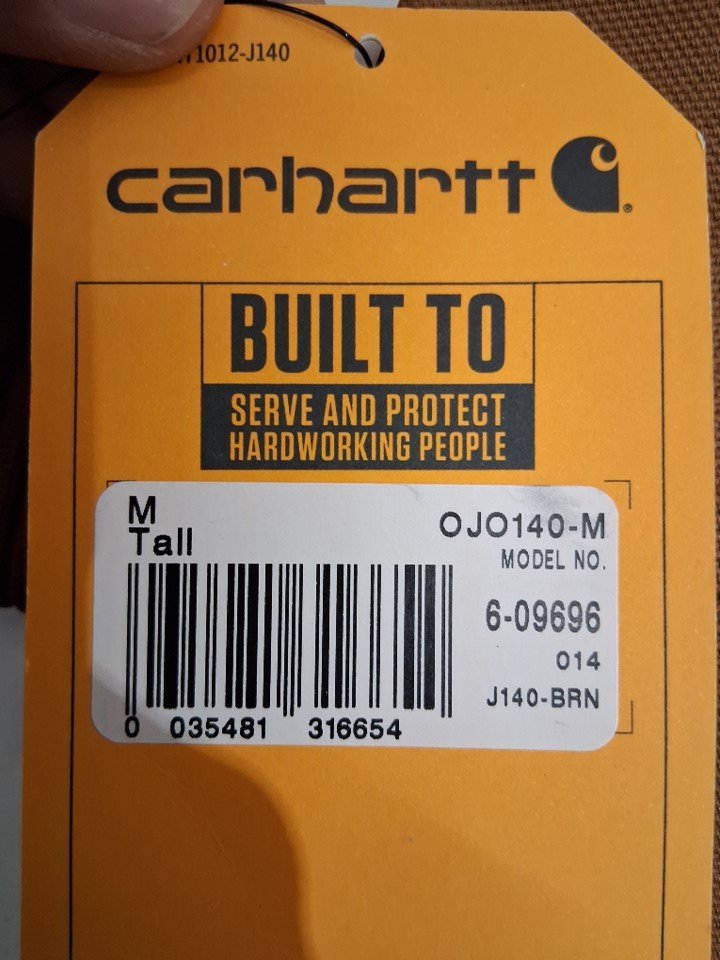 1012-J140
carhartt
BUILT TO
SERVE AND PROTECT
HARDWORKING PEOPLE
M
Tall
OJO140-M
MODEL NO.
6-09696
014
J140-BRN
0 035481 316654